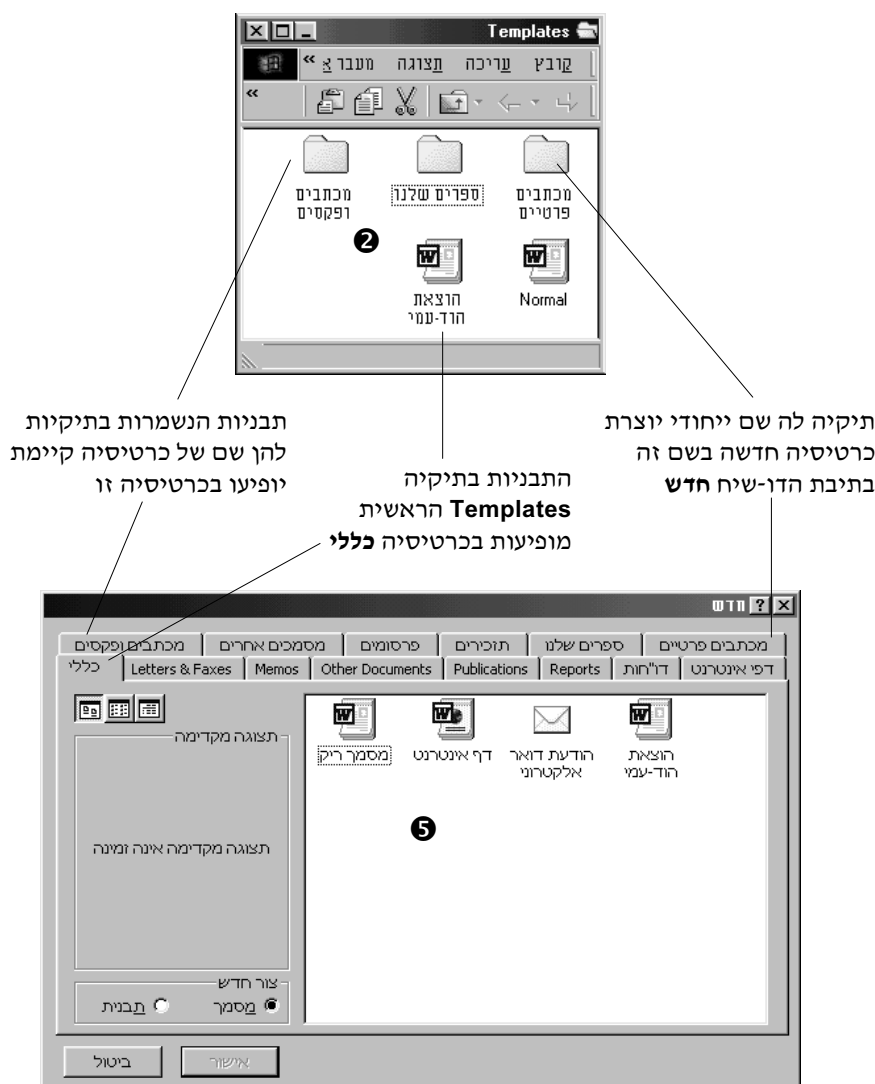 Templates
קובץ עריכה תצוגה מעבר א »
»
מכתבים פרטיים
ספרים שלנו
מכתבים ופקסים
❷
Normal
הוצאת הוד-עמי
תיקיה לה שם ייחודי יוצרת
כרטיסיה חדשה בשם זה
בתיבת הדו-שיח חדש
התבניות בתיקיה
Templates הראשית
מופיעות בכרטיסיה כללי
תבניות הנשמרות בתיקיות
להן שם של כרטיסיה קיימת
יופיעו בכרטיסיה זו
חדש
מכתבים פרטיים ספרים שלנו תזכירים פרסומים מסמכים אחרים מכתבים ופקסים
דפי אינטרנט דו"חות Reports Publications Other Documents Memos Letters & Faxes כללי
הוצאת הוד-עמי
הודעת דואר אלקטרוני
דף אינטרנט
מסמך ריק
❺
תצוגה מקדימה
תצוגה מקדימה אינה זמינה
צור חדש
מסמך תבנית
אישור ביטול